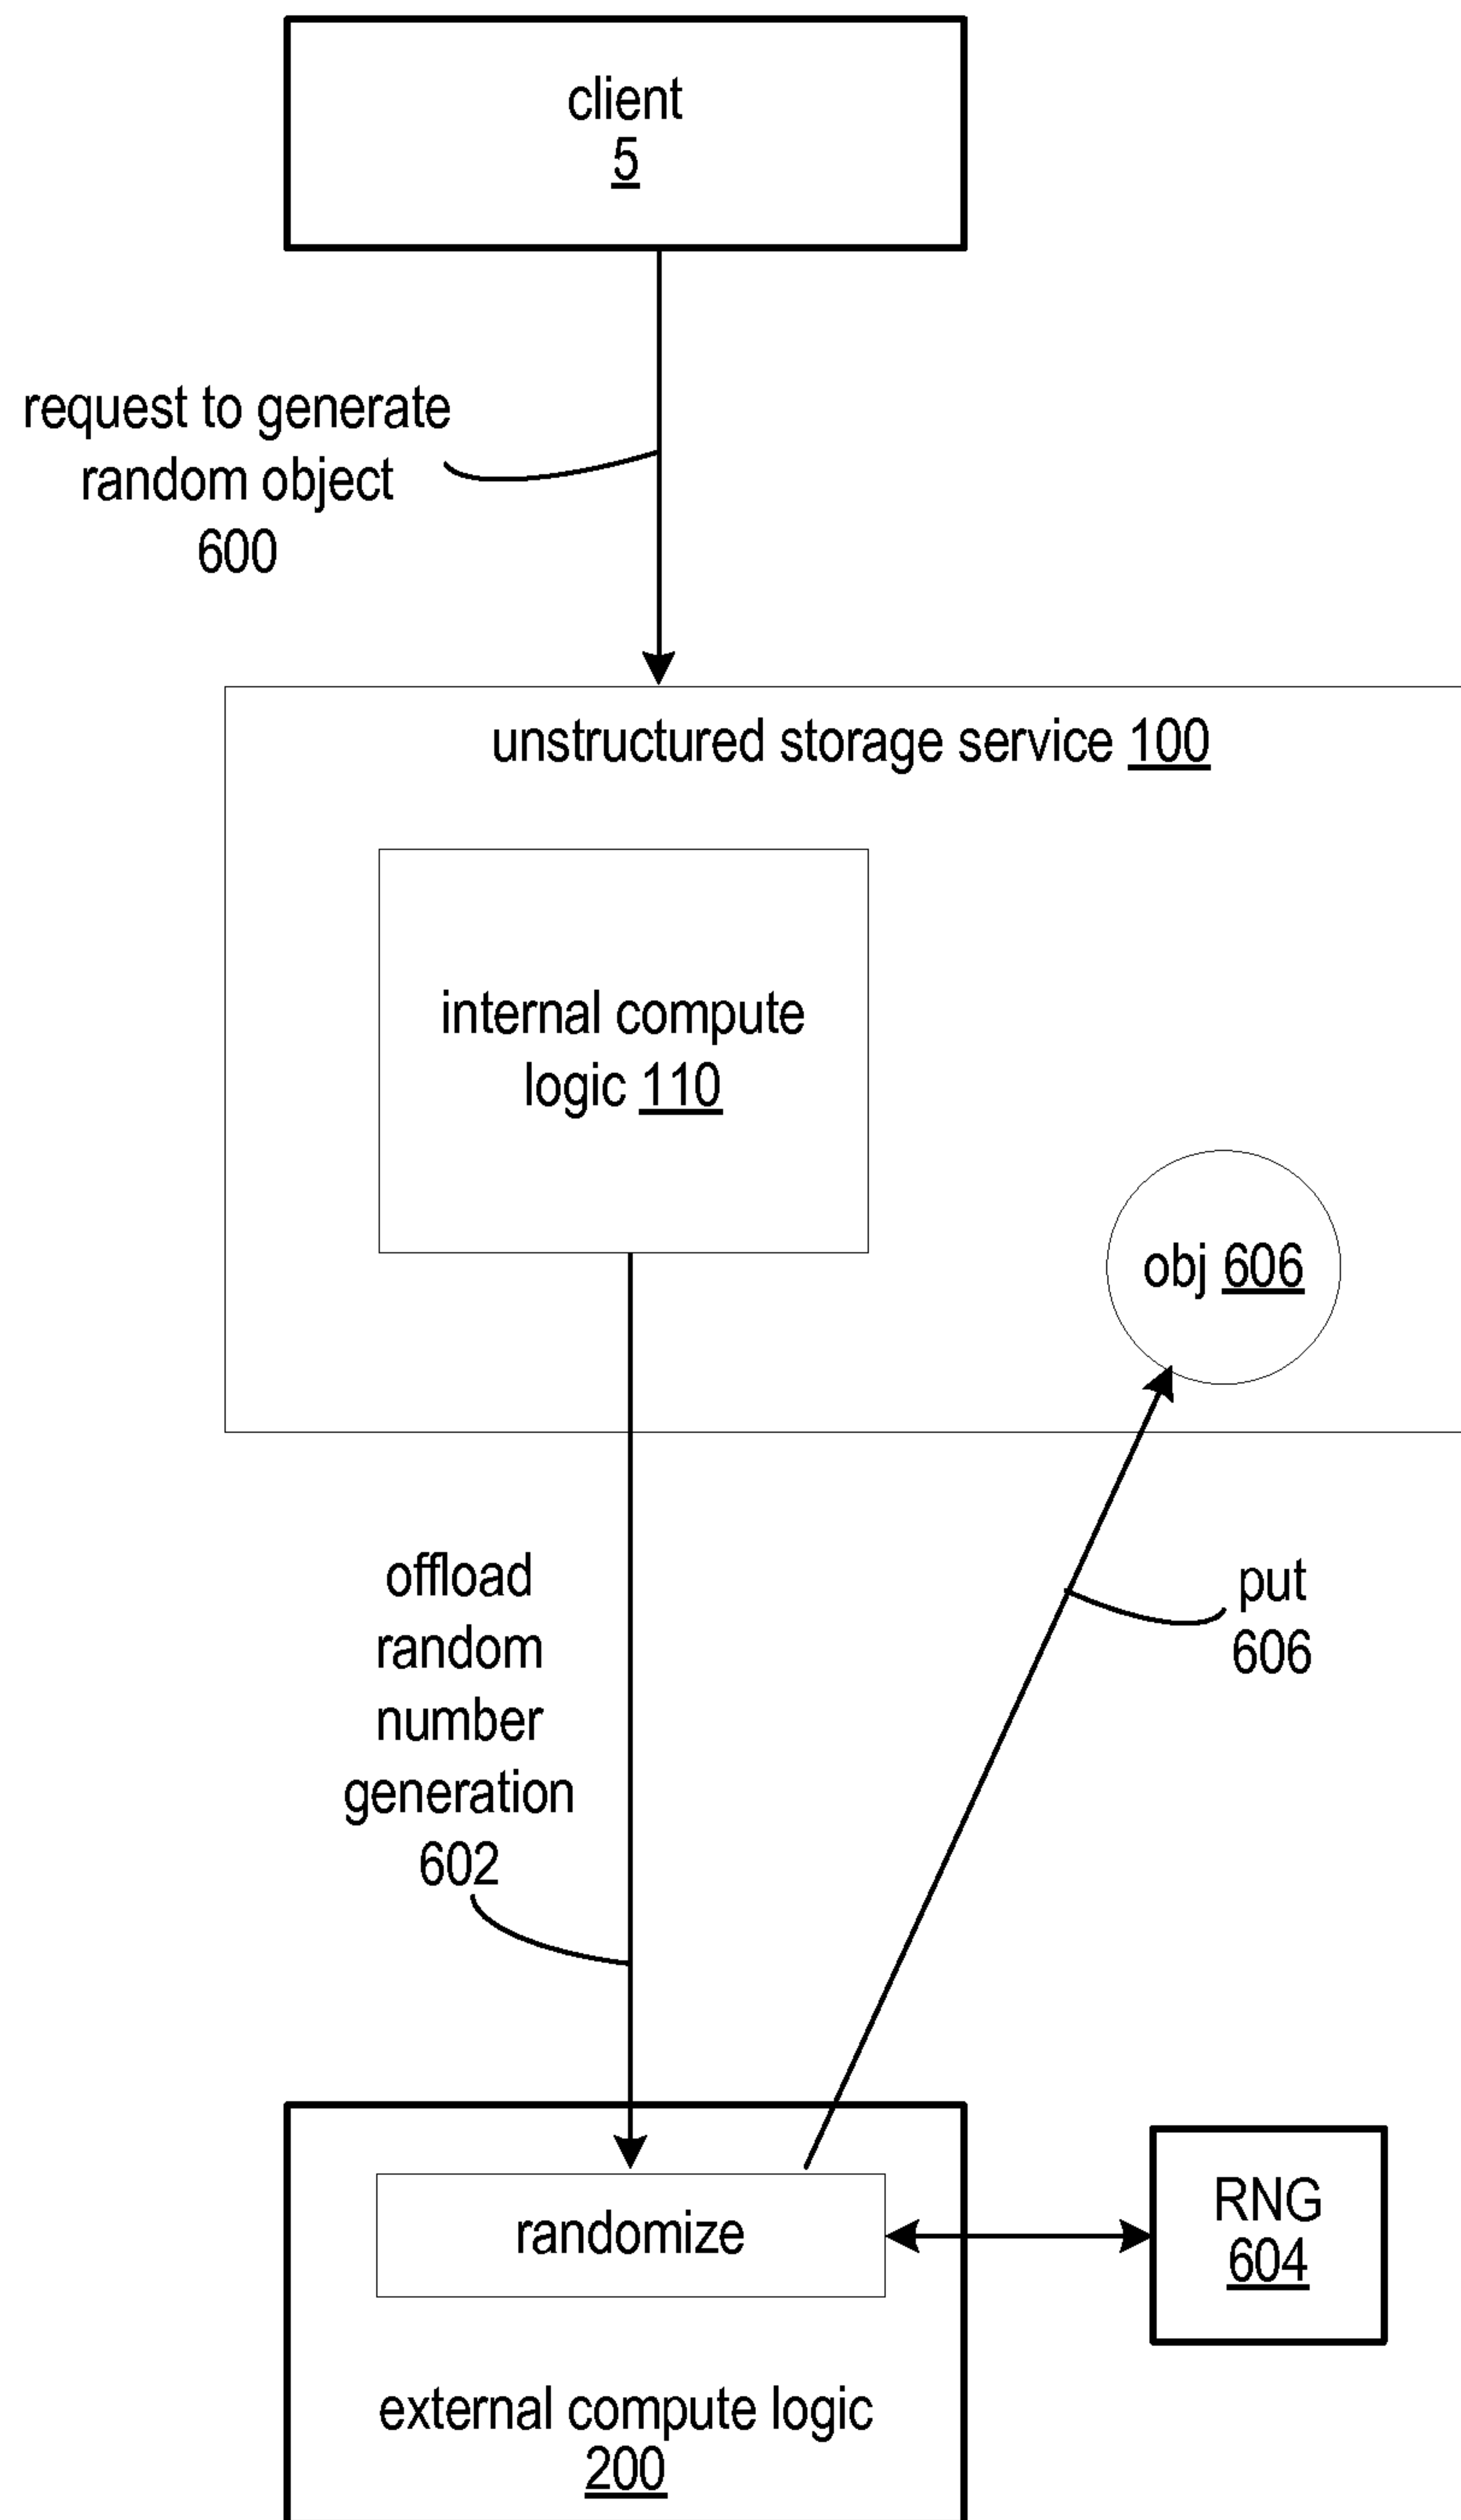 client
5
request to generate
random object
600
unstructured storage service 100
internal compute
logic 110
obj 606
offload
random
number
generation
602
put
606
randomize
RNG
604
external compute logic
200